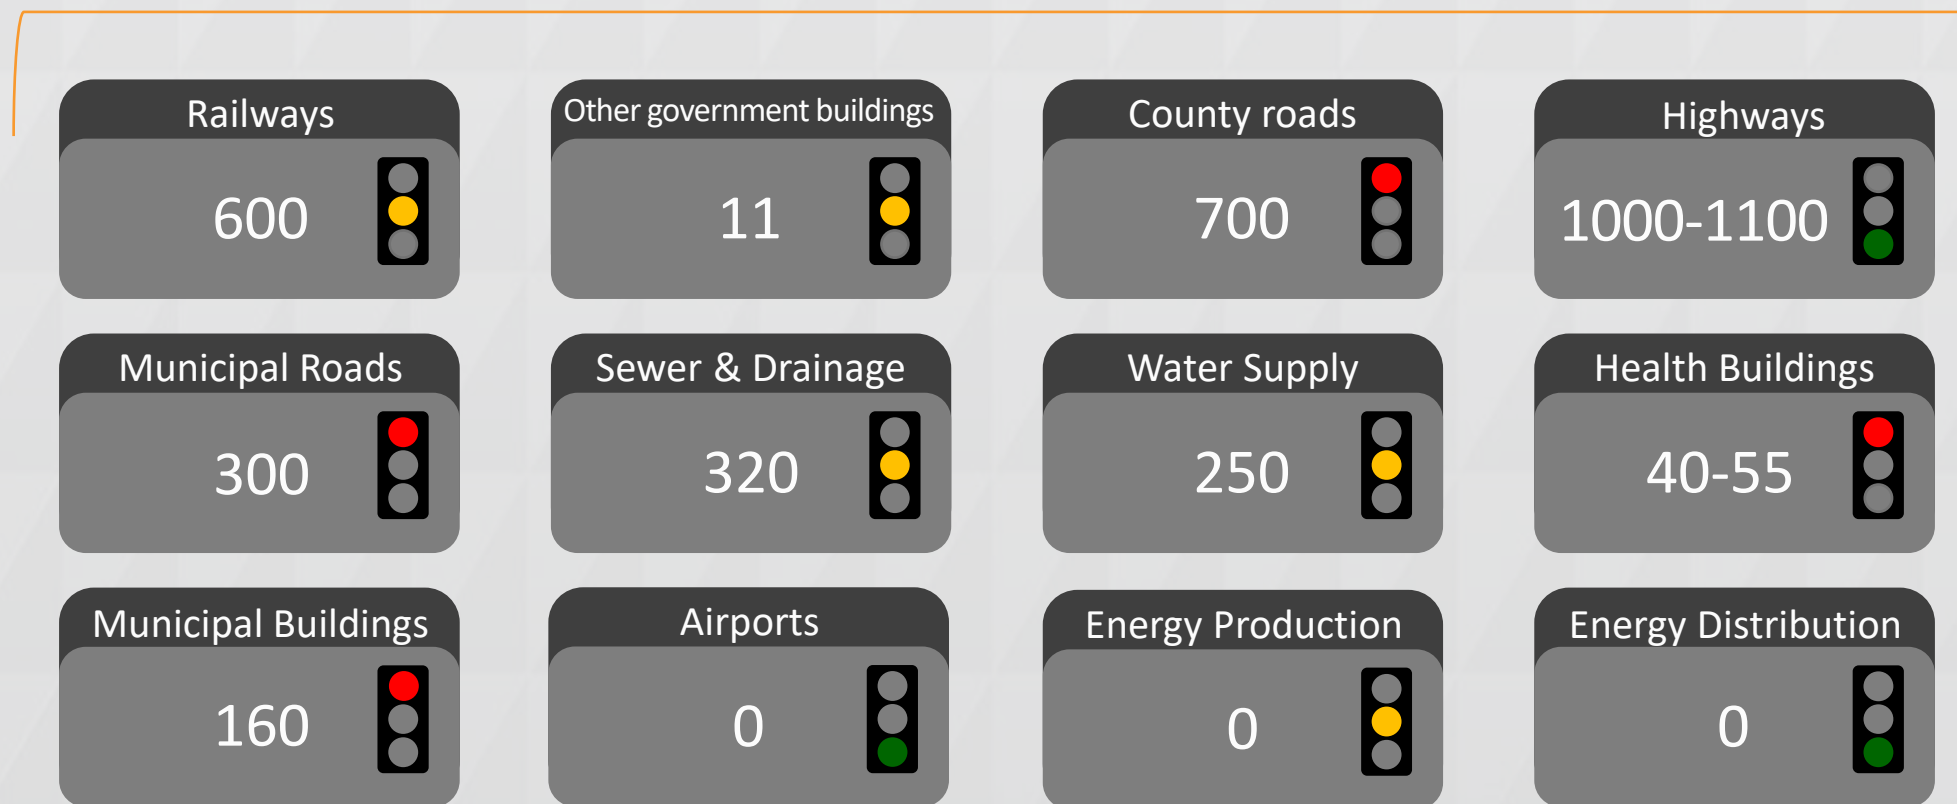 Railways
600
Other government buildings
11
County roads
700
Highways
1000-1100
Municipal Roads
300
Sewer & Drainage
320
Water Supply
250
Health Buildings
40-55
Municipal Buildings
160
Airports
0
Energy Production
0
Energy Distribution
0